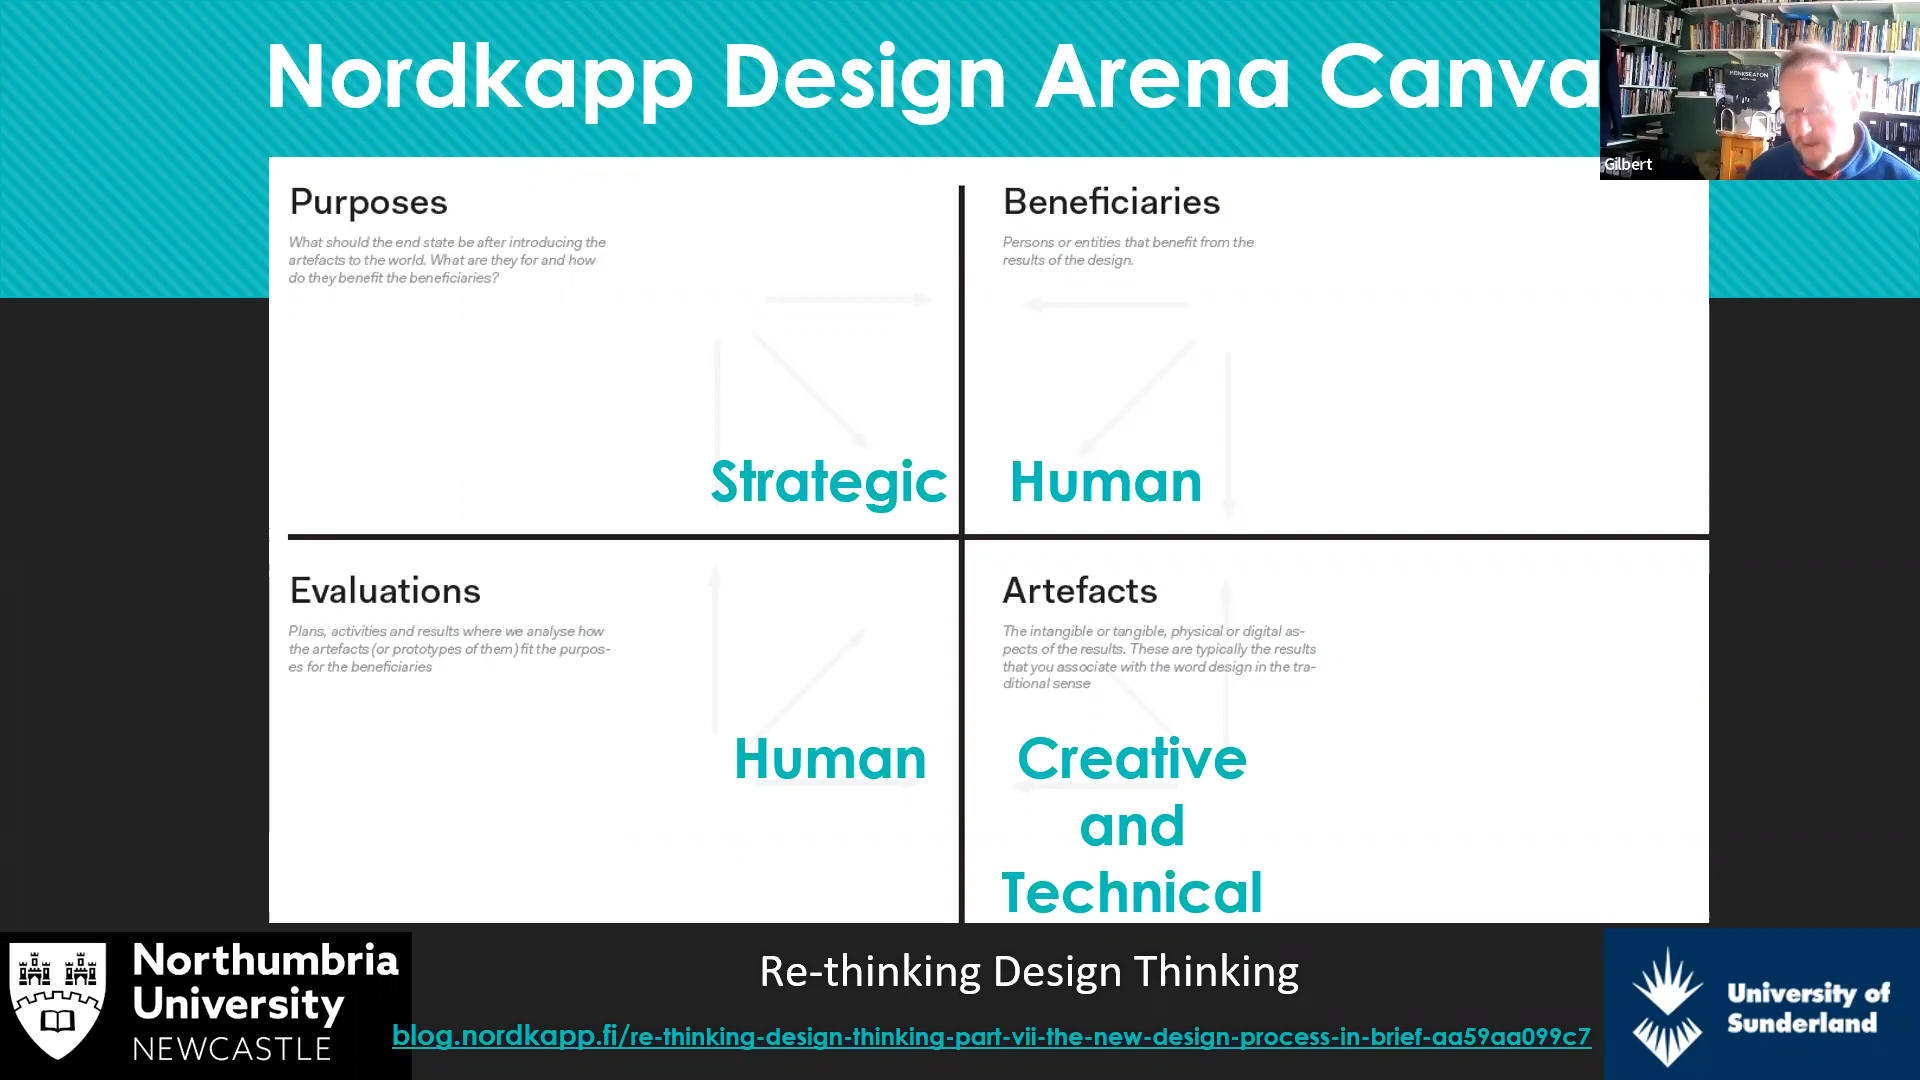 Nordkapp Design Arena Canva
Gilbert
Purposes
What should the end state be after introducing the
artefacts to the world. What are they for and how
do they benefit the beneficiaries?
Strategic
Beneficiaries
Persons or entities that benefit from the
results of the design.
Human
Evaluations
Plans, activities and results where we analyse how
the artefacts (or prototypes of them) fit the purpos-
es for the beneficiaries
Human
Artefacts
The intangible or tangible, physical or digital as-
pects of the results. These are typically the results
that you associate with the word design in the tra-
ditional sense
Creative
and
Technical
Northumbria
University
NEWCASTLE
Re-thinking Design Thinking
blog.nordkapp.fi/re-thinking-design-thinking-part-vii-the-new-design-process-in-brief-aa59aa099c7
University of
Sunderland